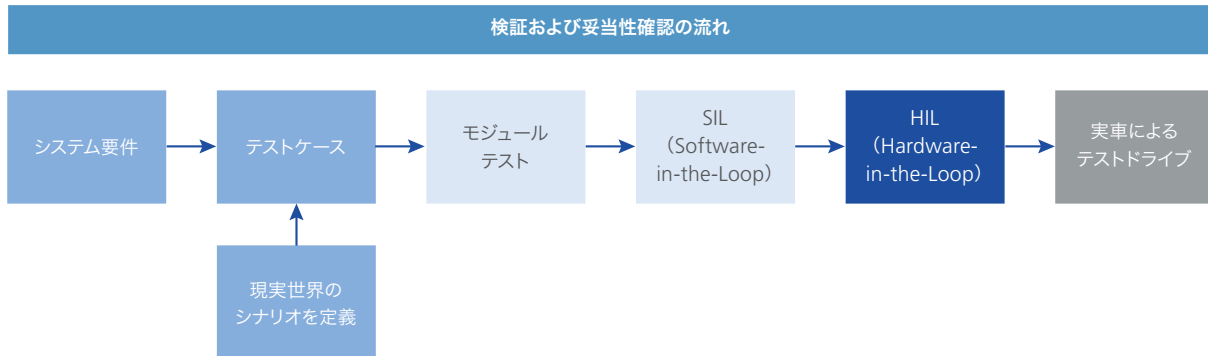 検証および妥当性確認の流れ
システム要件
テストケース
モジュール
テスト
SIL
（Software-
in-the-Loop）
HIL
（Hardware-
in-the-Loop）
実車による
テストドライブ
現実世界の
シナリオを定義